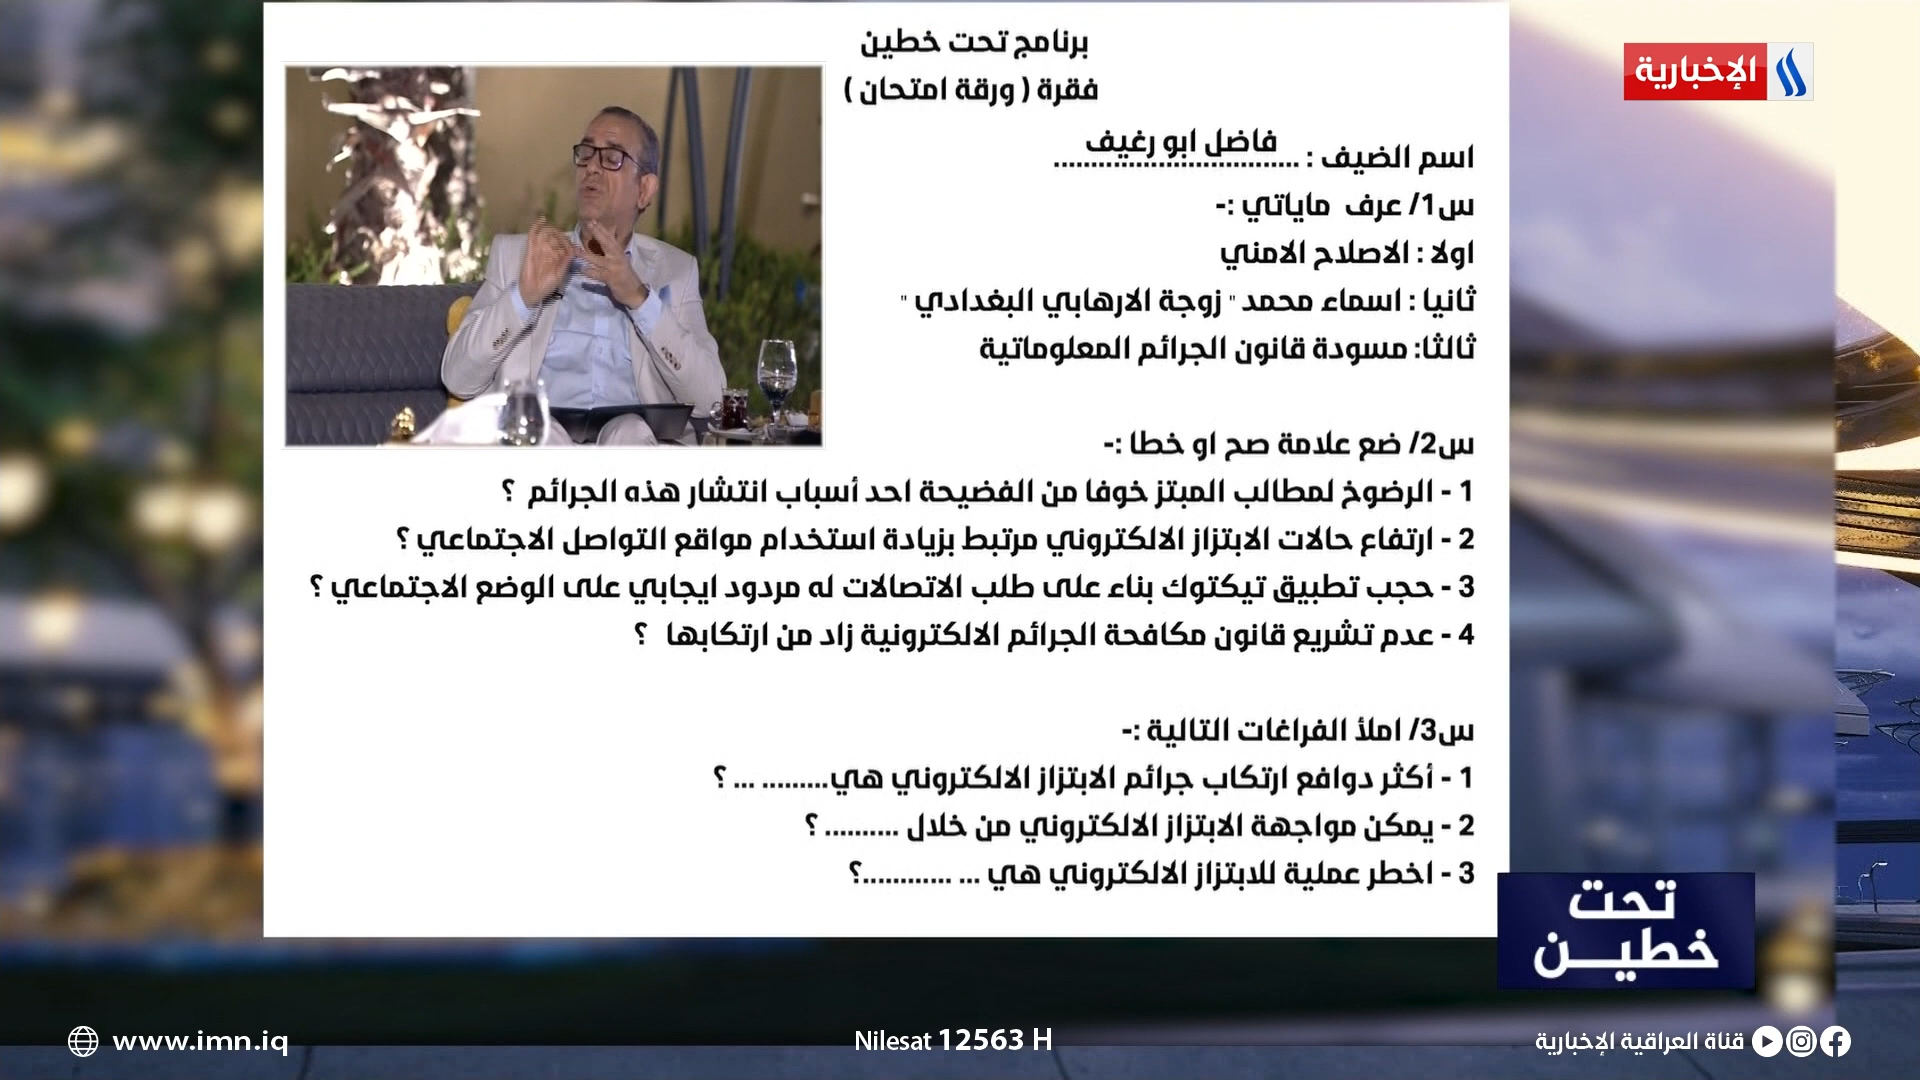 برنامج تحت خطين
فقرة ( ورقة امتحان )
الإخبارية
اسم الضيف : فاضل ابو رغيف
س1/ عرف ماياتي :-
اولا : الاصلاح الامني
ثانيا : اسماء محمد " زوجة الارهابي البغدادي "
ثالثا: مسودة قانون الجرائم المعلوماتية
س2/ ضع علامة صح او خطا :-
1 - الرضوخ لمطالب المبتز خوفا من الفضيحة احد أسباب انتشار هذه الجرائم ؟
2 - ارتفاع حالات الابتزاز الالكتروني مرتبط بزيادة استخدام مواقع التواصل الاجتماعي ؟
3 - حجب تطبيق تيكتوك بناء على طلب الاتصالات له مردود ايجابي على الوضع الاجتماعي ؟
4 - عدم تشريع قانون مكافحة الجرائم الالكترونية زاد من ارتكابها ؟
س3/ املأ الفراغات التالية :-
1 - أكثر دوافع ارتكاب جرائم الابتزاز الالكتروني هي......... ... ؟
2 - يمكن مواجهة الابتزاز الالكتروني من خلال .......... ؟
3 - اخطر عملية للابتزاز الالكتروني هي ... ............؟
تحت
خطيـن
www.imn.iq
Nilesat 12563 H
قناة العراقية الإخبارية